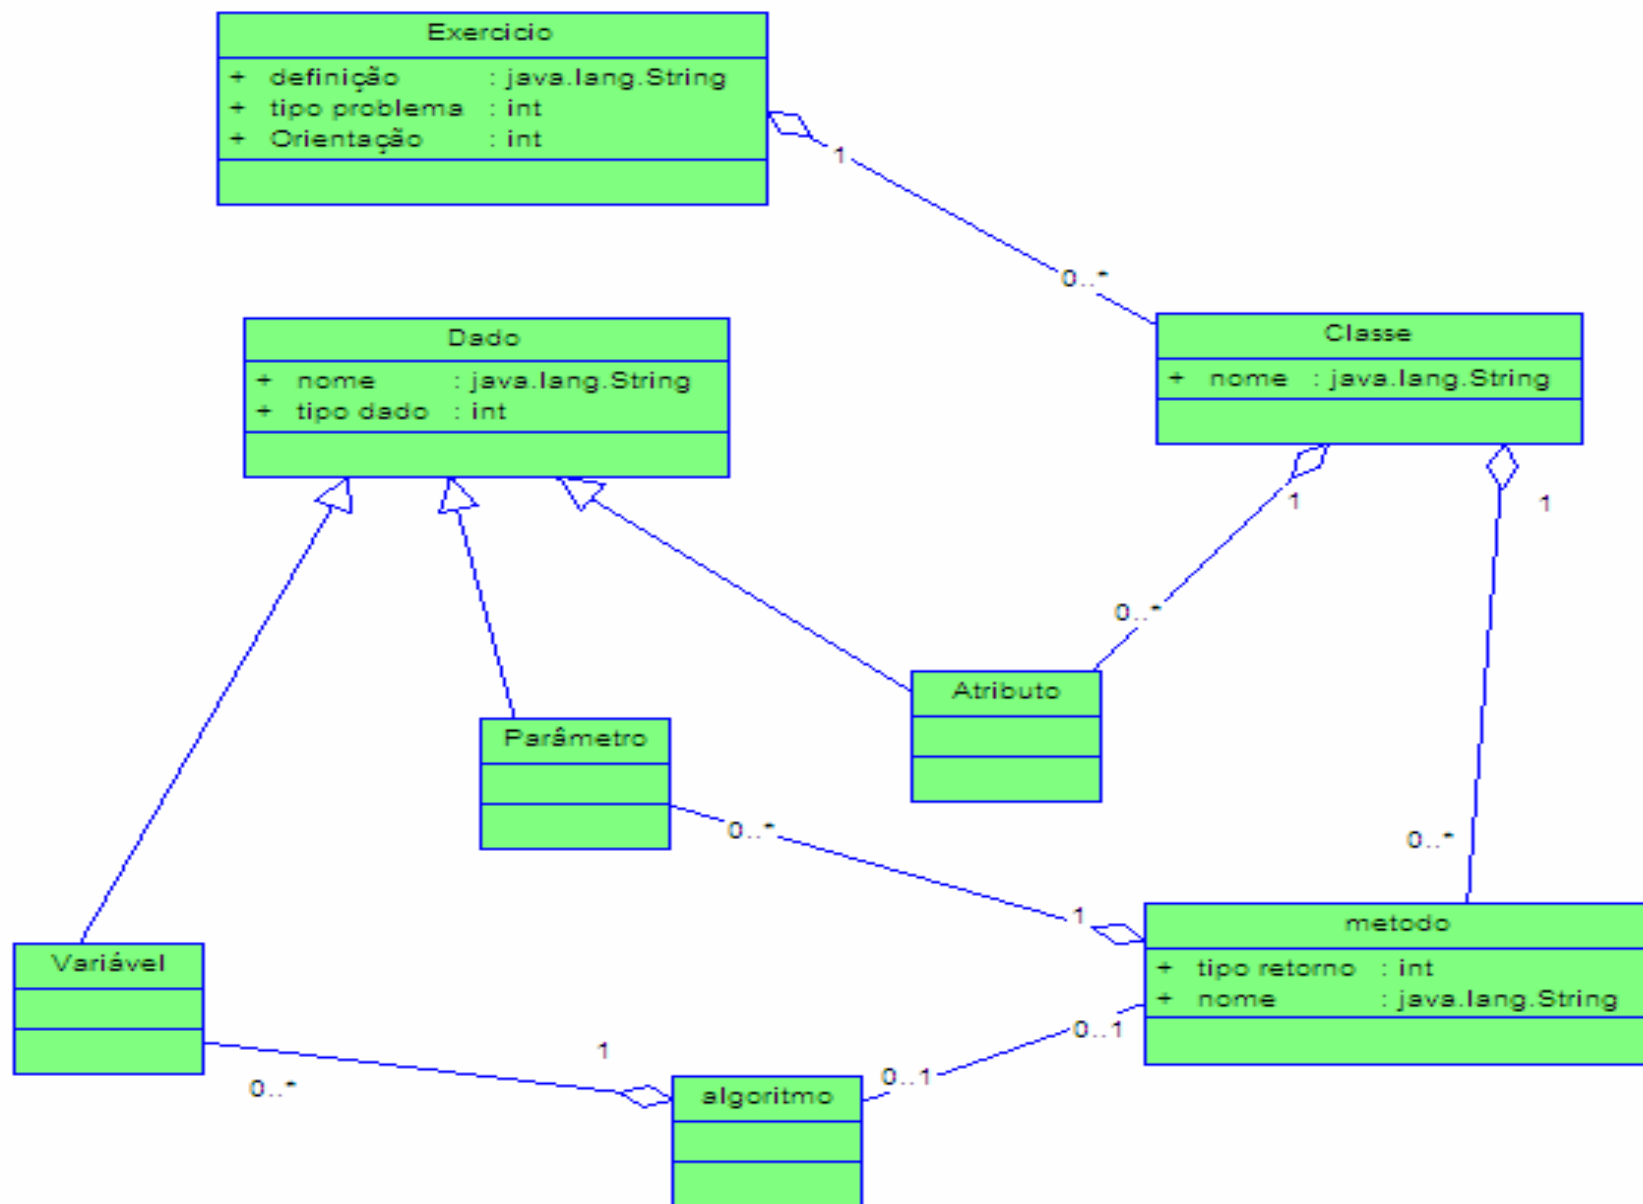 Exercicio
+ definição : java.lang.String
+ tipo problema : int
+ Orientação : int
1
0..*
Dado
+ nome : java.lang.String
+ tipo dado : int
Classe
+ nome : java.lang.String
1
1
0..*
Atributo
Parâmetro
0..*
0..*
1
metodo
+ tipo retorno : int
+ nome : java.lang.String
Variável
0..1
1
0..1
0..*
algoritmo